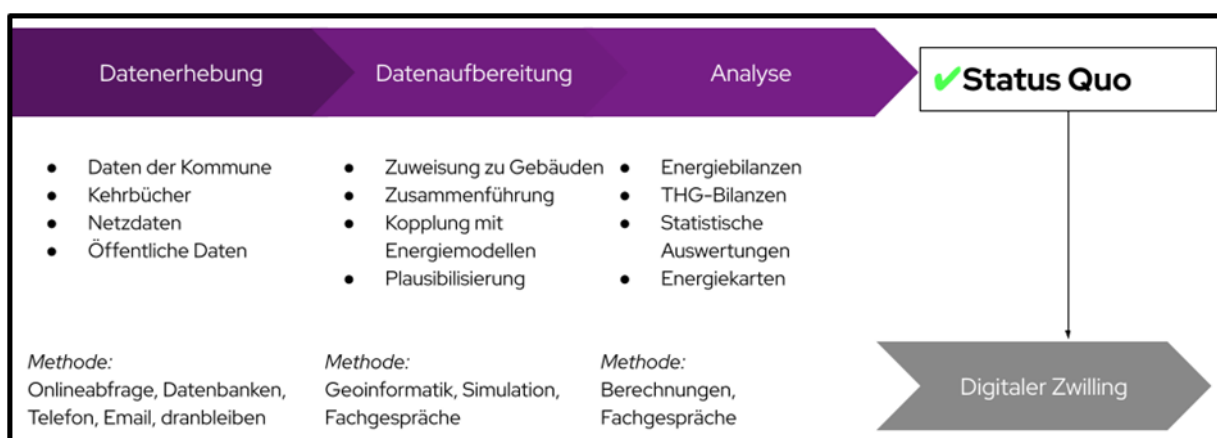 Datenerhebung
Datenaufbereitung
Analyse
✔Status Quo
● Daten der Kommune
● Kehrbücher
● Netzdaten
● Öffentliche Daten
● Zuweisung zu Gebäuden
● Zusammenführung
● Kopplung mit
Energiemodellen
● Plausibilisierung
● Energiebilanzen
● THG-Bilanzen
● Statistische
Auswertungen
● Energiekarten
Methode:
Onlineabfrage, Datenbanken,
Telefon, Email, dranbleiben
Methode:
Geoinformatik, Simulation,
Fachgespräche
Methode:
Berechnungen,
Fachgespräche
Digitaler Zwilling